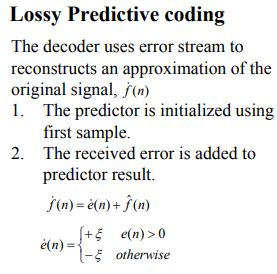 Lossy Predictive coding
The decoder uses error stream to
reconstructs an approximation of the
original signal, ḟ(n)
1. The predictor is initialized using
first sample.
2. The received error is added to
predictor result.
ḟ(n) = ė(n) + f̂(n)
ė(n) = { +ξ e(n) > 0
−ξ otherwise